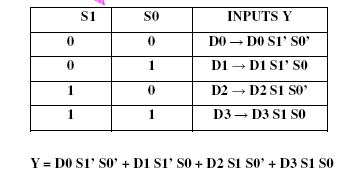 S1 S0 INPUTS Y
0 0 D0 → D0 S1’ S0’
0 1 D1 → D1 S1’ S0
1 0 D2 → D2 S1 S0’
1 1 D3 → D3 S1 S0
Y = D0 S1’ S0’ + D1 S1’ S0 + D2 S1 S0’ + D3 S1 S0